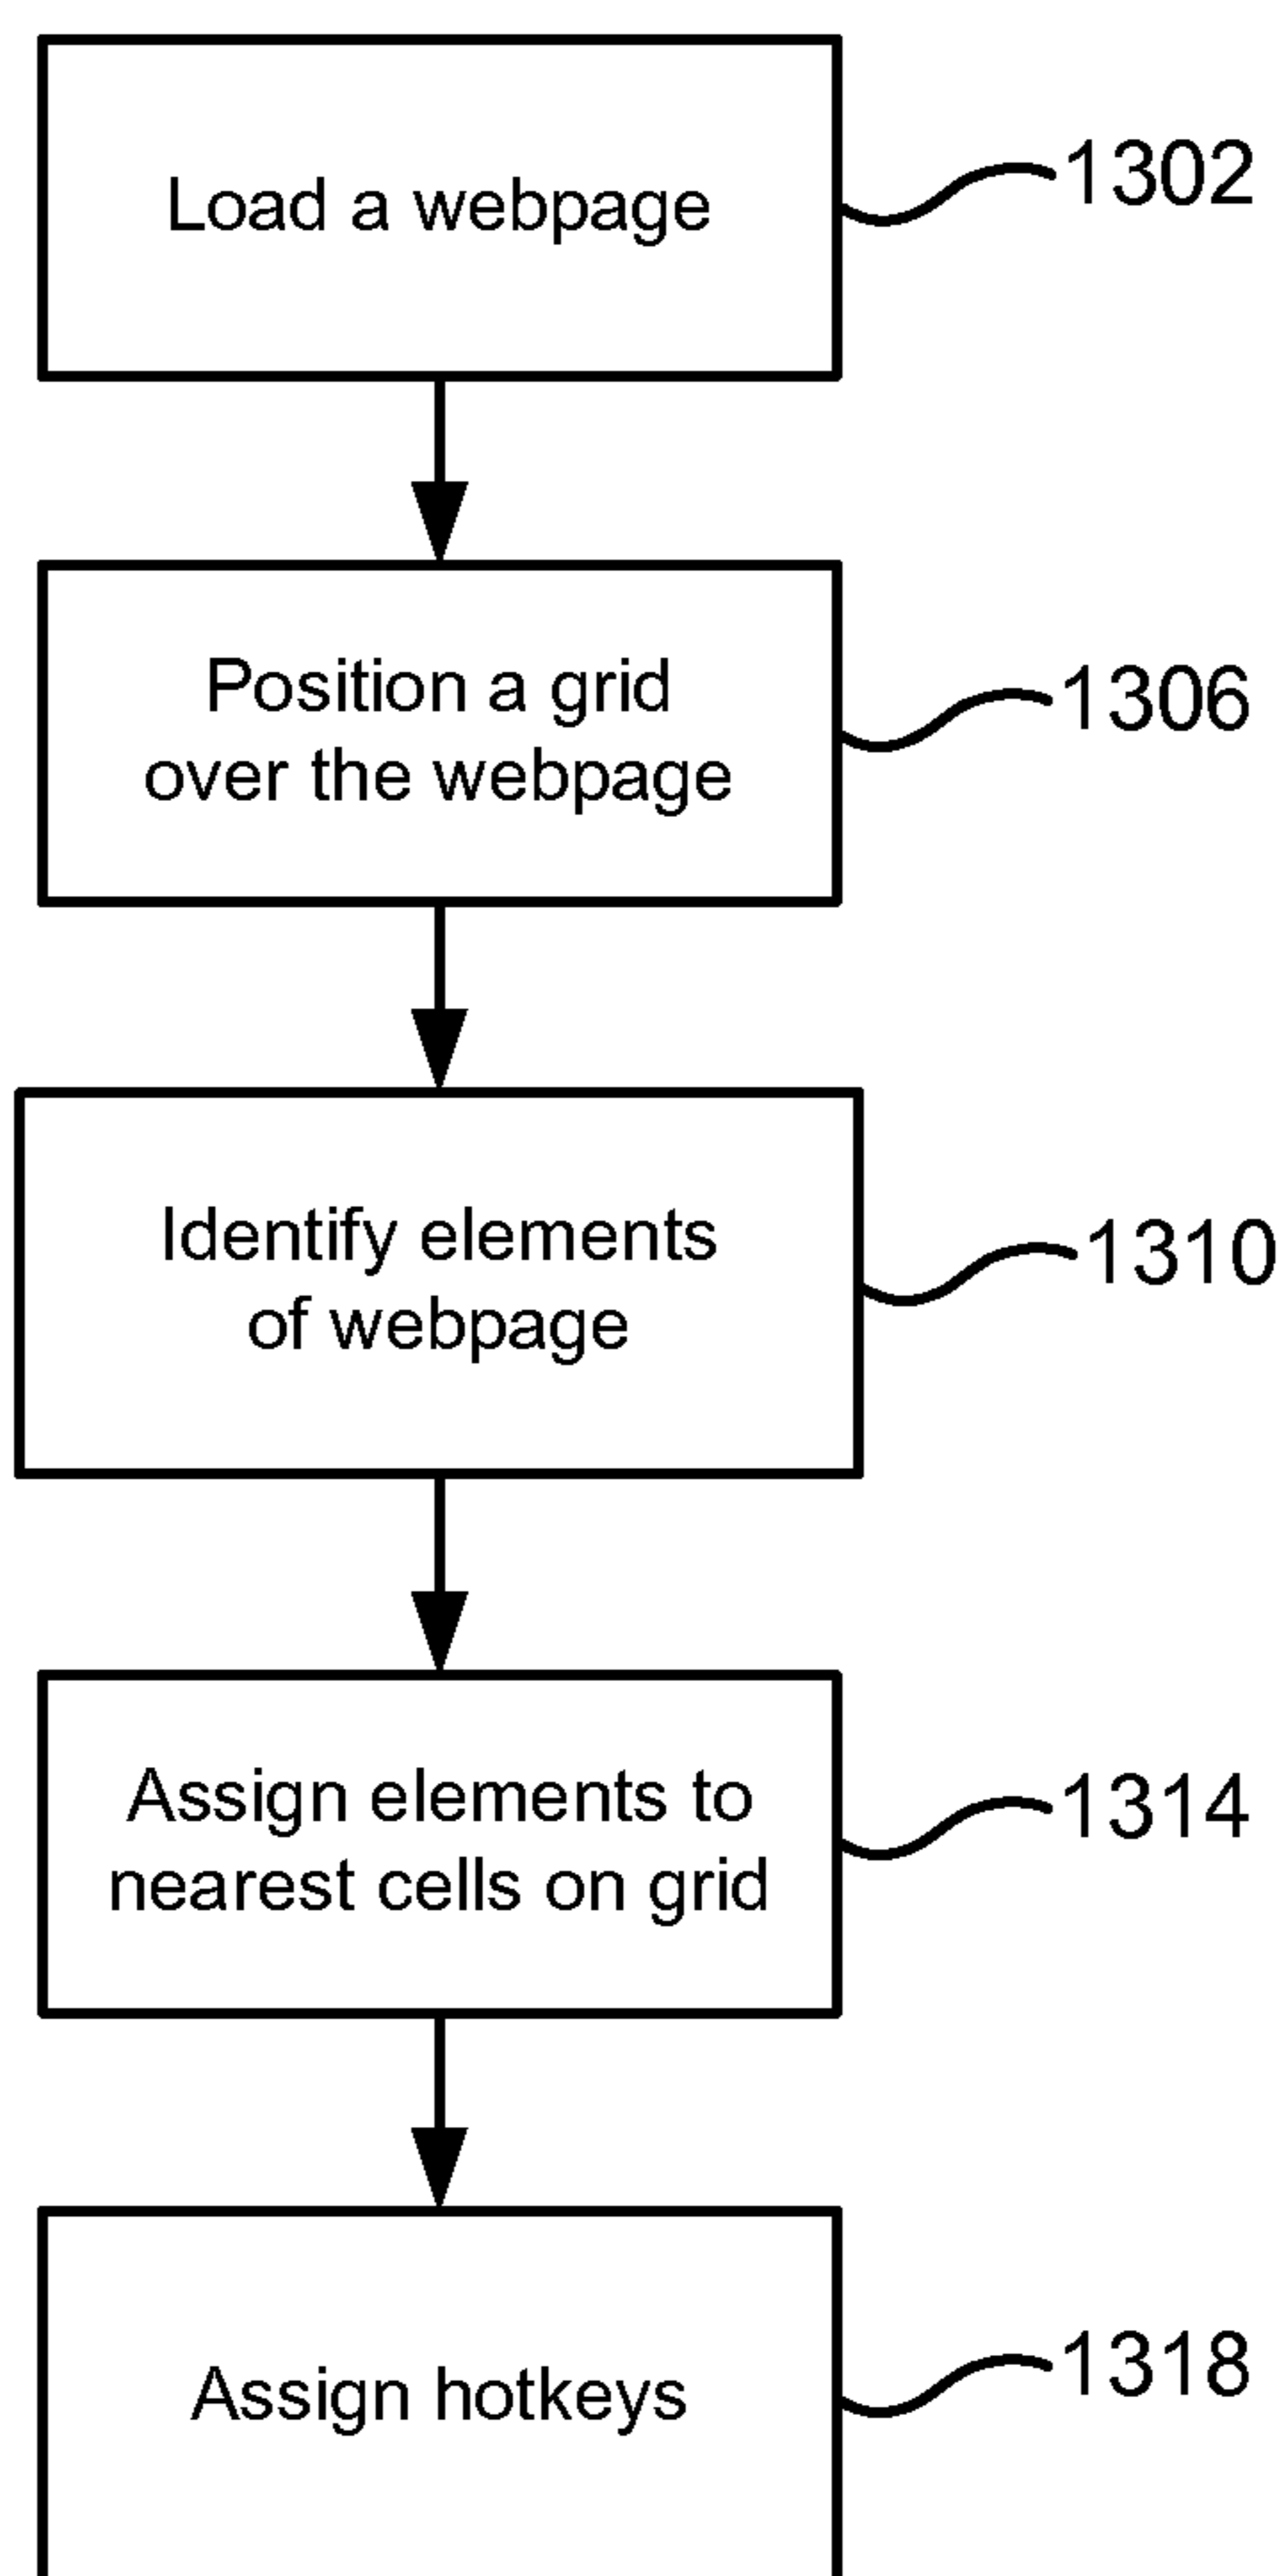 Load a webpage
1302
Position a grid
over the webpage
1306
Identify elements
of webpage
1310
Assign elements to
nearest cells on grid
1314
Assign hotkeys
1318